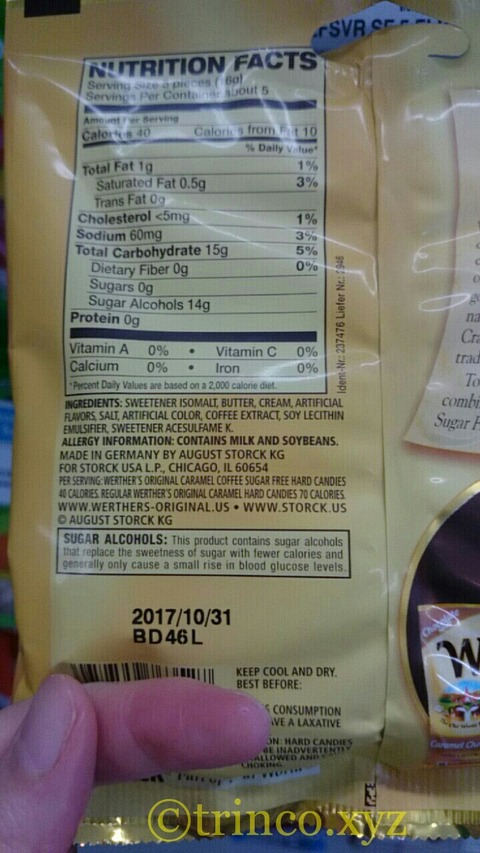 NUTRITION FACTS
Serving Size 5 pieces
Servings Per Container about 5
Amount Per Serving
Calories 40 Calories from Fat 10
% Daily Value*
Total Fat 1g 1%
Saturated Fat 0.5g 3%
Trans Fat 0g
Cholesterol <5mg 1%
Sodium 60mg 3%
Total Carbohydrate 15g 5%
Dietary Fiber 0g 0%
Sugars 0g
Sugar Alcohols 14g
Protein 0g
Vitamin A 0% • Vitamin C 0%
Calcium 0% • Iron 0%
*Percent Daily Values are based on a 2,000 calorie diet.
Ident-Nr.: 237476 Liefer Nr.:
INGREDIENTS: SWEETENER ISOMALT, BUTTER, CREAM, ARTIFICIAL
FLAVORS, SALT, ARTIFICIAL COLOR, COFFEE EXTRACT, SOY LECITHIN
EMULSIFIER, SWEETENER ACESULFAME K.
ALLERGY INFORMATION: CONTAINS MILK AND SOYBEANS.
MADE IN GERMANY BY AUGUST STORCK KG
FOR STORCK USA L.P., CHICAGO, IL 60654
PER SERVING: WERTHER'S ORIGINAL CARAMEL COFFEE SUGAR FREE HARD CANDIES
40 CALORIES. REGULAR WERTHER'S ORIGINAL CARAMEL HARD CANDIES 70 CALORIES.
WWW.WERTHERS-ORIGINAL.US • WWW.STORCK.US
© AUGUST STORCK KG
SUGAR ALCOHOLS: This product contains sugar alcohols
that replace the sweetness of sugar with fewer calories and
generally only cause a small rise in blood glucose levels.
2017/10/31
BD46L
KEEP COOL AND DRY.
BEST BEFORE:
CONSUMPTION
A LAXATIVE
HARD CANDIES
BE INADVERTENTLY
CHOKING.
Sugar
©trinco.xyz